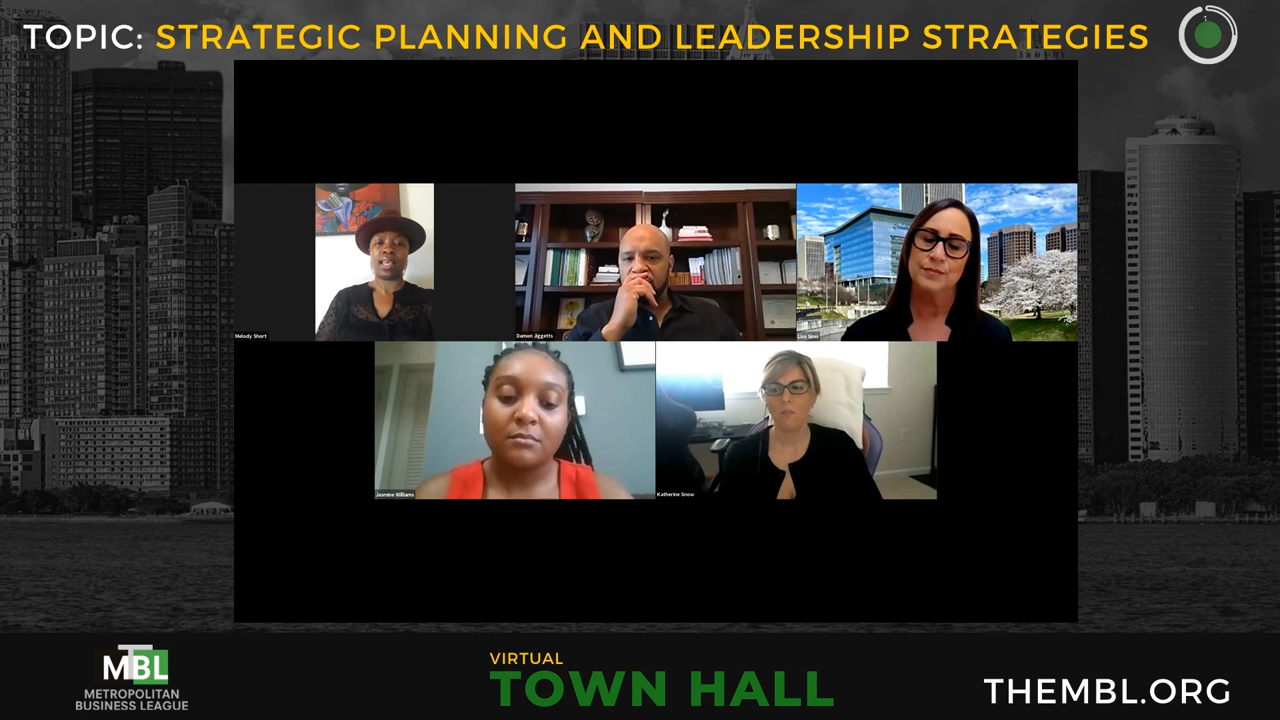 TOPIC: STRATEGIC PLANNING AND LEADERSHIP STRATEGIES
Melody Short
Damon Jiggetts
Lisa Sims
Jasmine Williams
Katherine Snow
MBL
METROPOLITAN
BUSINESS LEAGUE
VIRTUAL
TOWN HALL
THEMBL.ORG